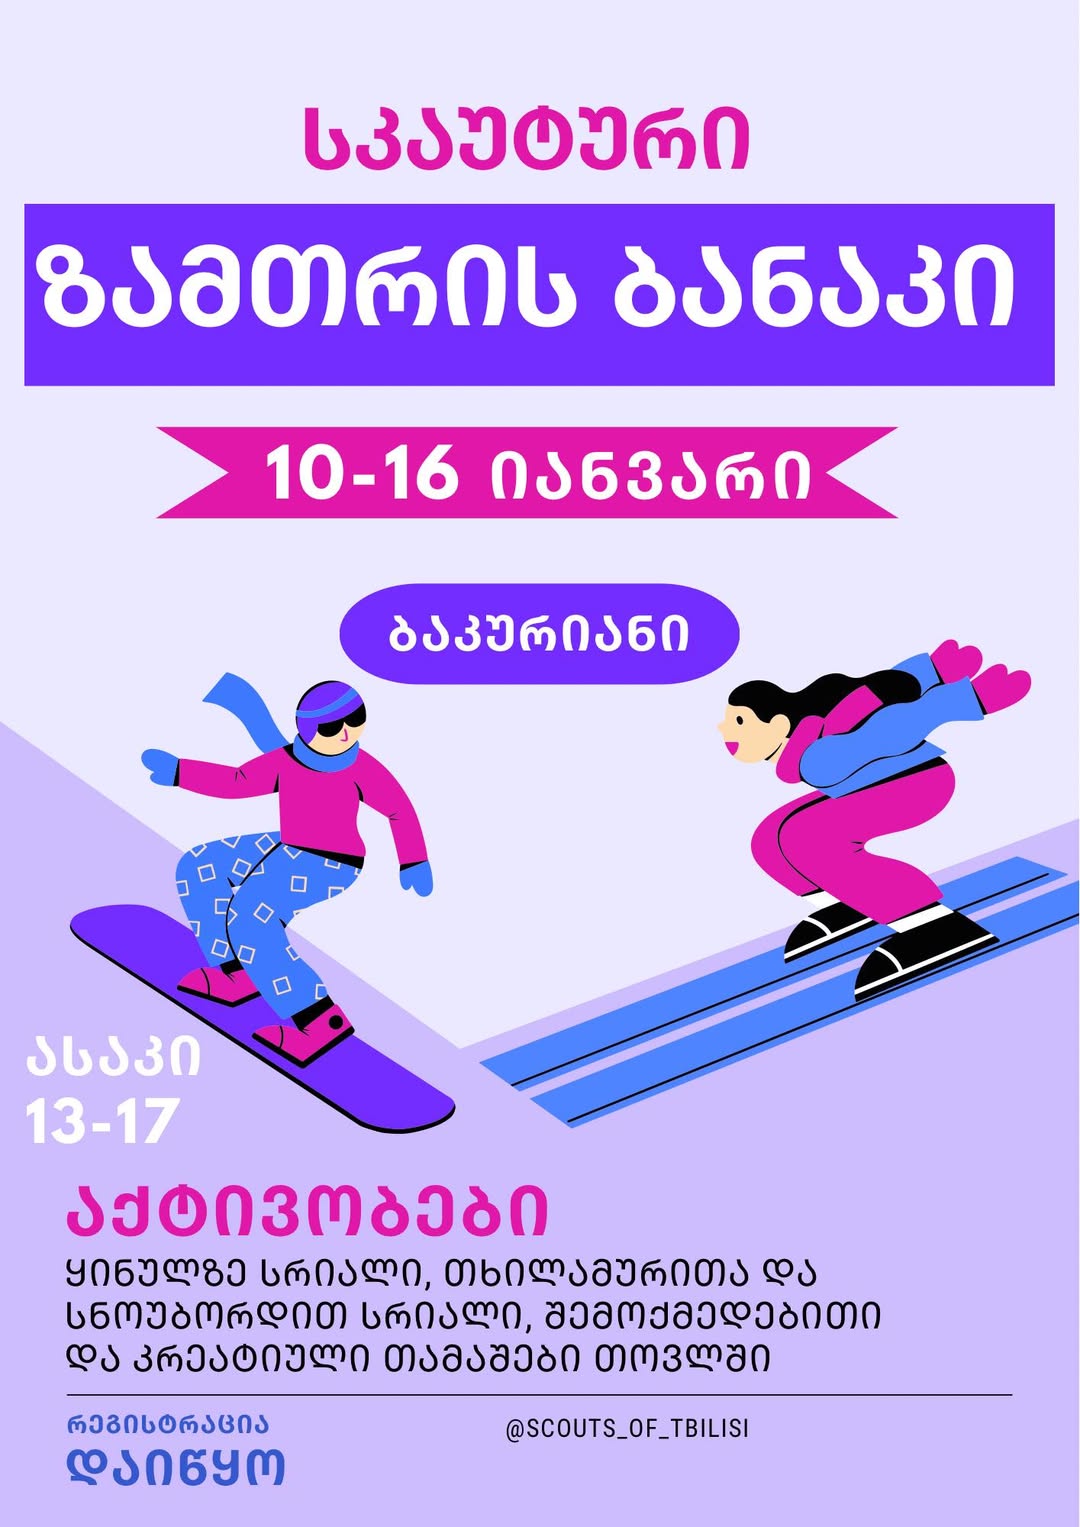 სკაუტური
ზამთრის ბანაკი
10-16 იანვარი
ბაკურიანი
ასაკი
13-17
აქტივობები
ყინულზე სრიალი, თხილამურითა და
სნოუბორდით სრიალი, შემოქმედებითი
და კრეატიული თამაშები თოვლში
რეგისტრაცია
დაიწყო
@SCOUTS_OF_TBILISI